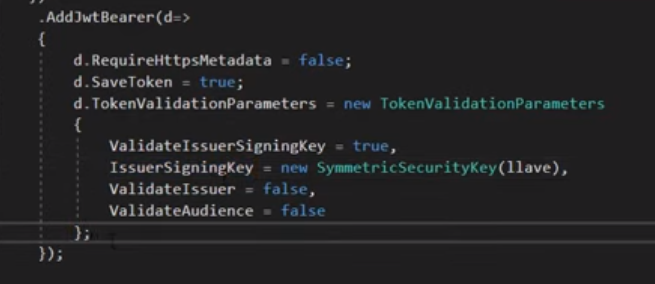 .AddJwtBearer(d=>
{
d.RequireHttpsMetadata = false;
d.SaveToken = true;
d.TokenValidationParameters = new TokenValidationParameters
{
ValidateIssuerSigningKey = true,
IssuerSigningKey = new SymmetricSecurityKey(llave),
ValidateIssuer = false,
ValidateAudience = false
};
});